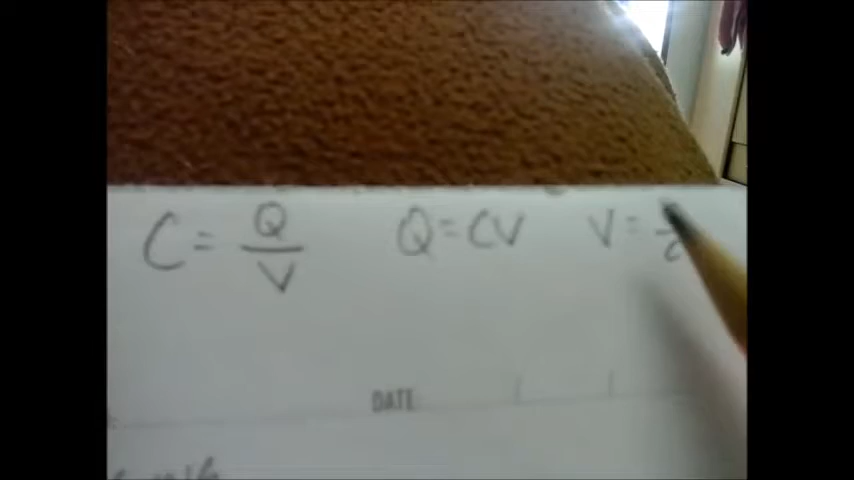 C = Q/V Q = CV V = /C
DATE